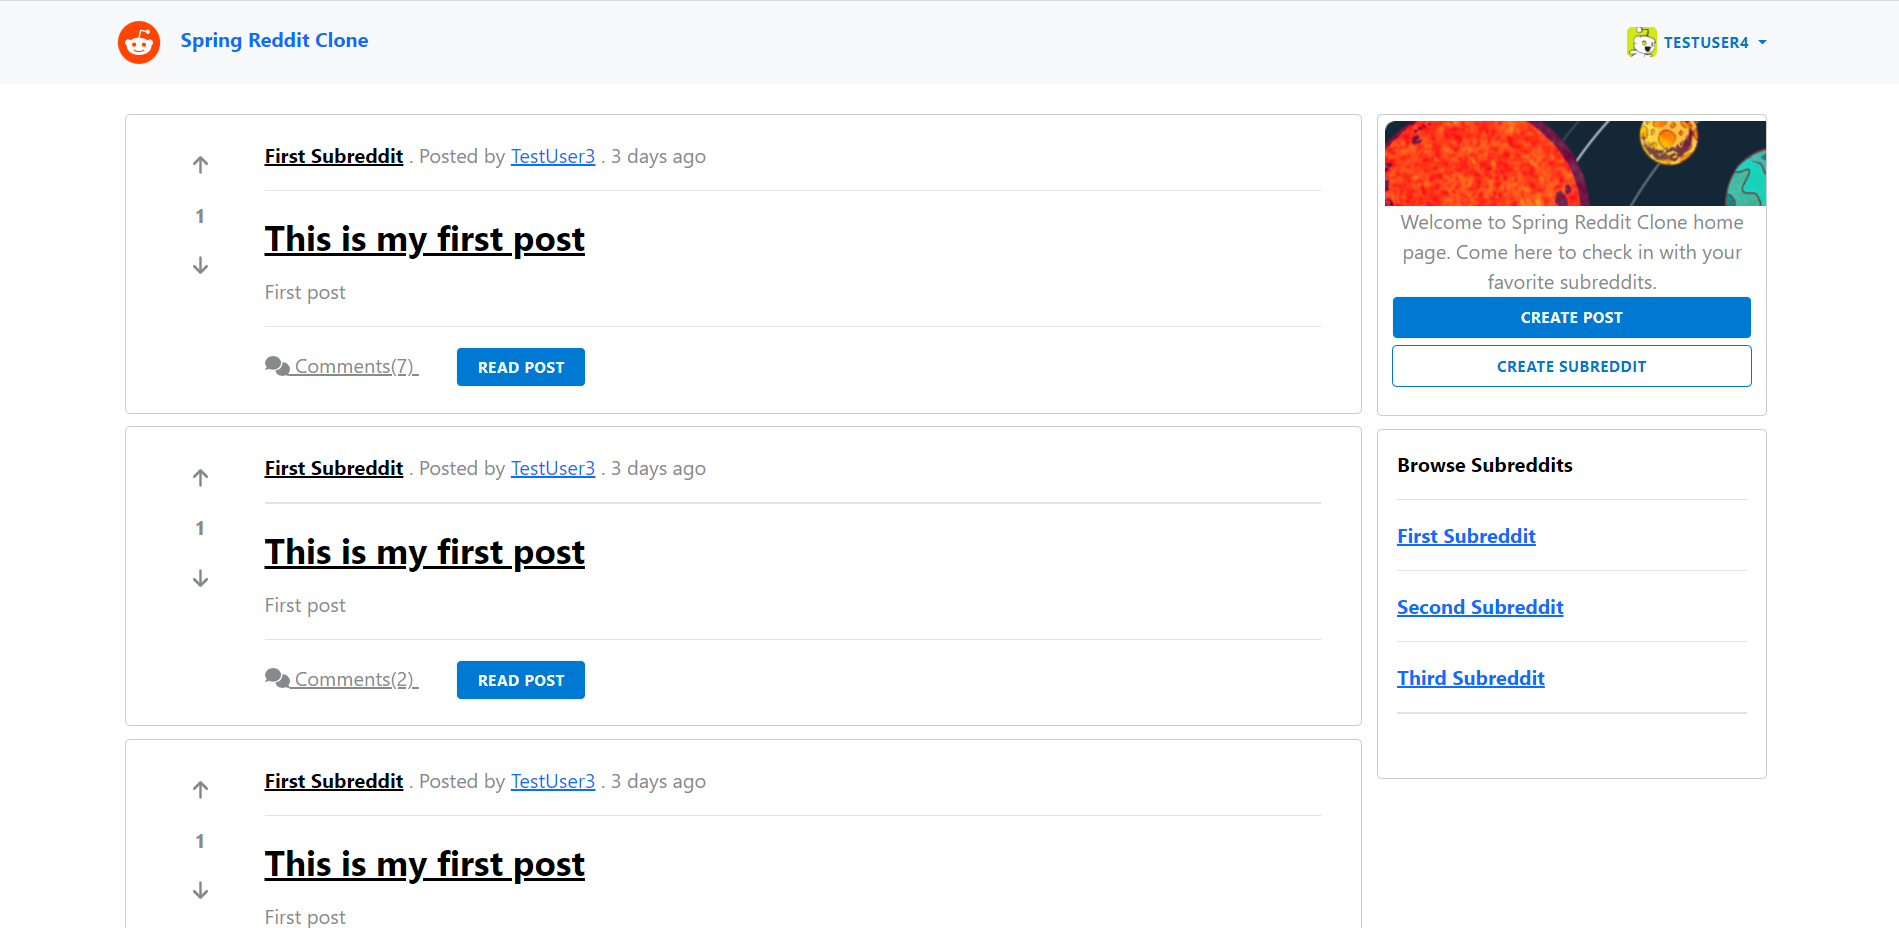 Spring Reddit Clone
TESTUSER4
First Subreddit . Posted by TestUser3 . 3 days ago
1
This is my first post
First post
Comments(7)
READ POST
First Subreddit . Posted by TestUser3 . 3 days ago
1
This is my first post
First post
Comments(2)
READ POST
First Subreddit . Posted by TestUser3 . 3 days ago
1
This is my first post
First post
Welcome to Spring Reddit Clone home
page. Come here to check in with your
favorite subreddits.
CREATE POST
CREATE SUBREDDIT
Browse Subreddits
First Subreddit
Second Subreddit
Third Subreddit